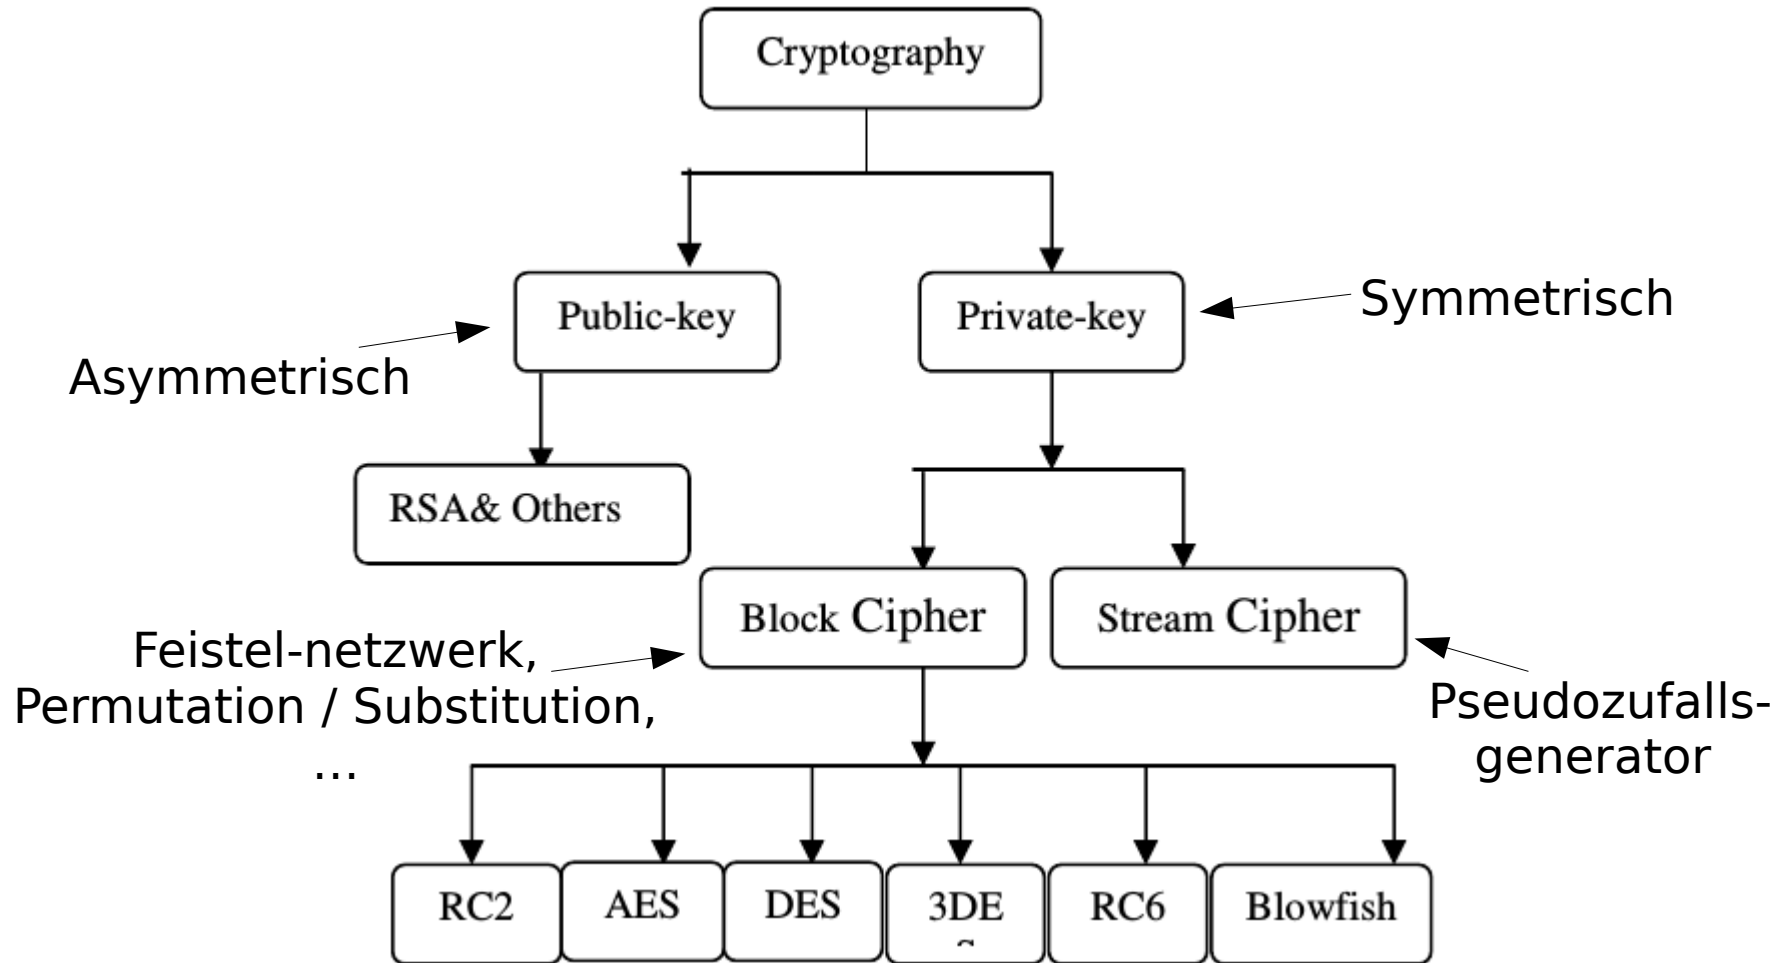 Cryptography
Public-key
Private-key
Symmetrisch
Asymmetrisch
RSA& Others
Block Cipher
Stream Cipher
Feistel-netzwerk,
Permutation / Substitution,
...
Pseudozufalls-
generator
RC2
AES
DES
3DE
S
RC6
Blowfish